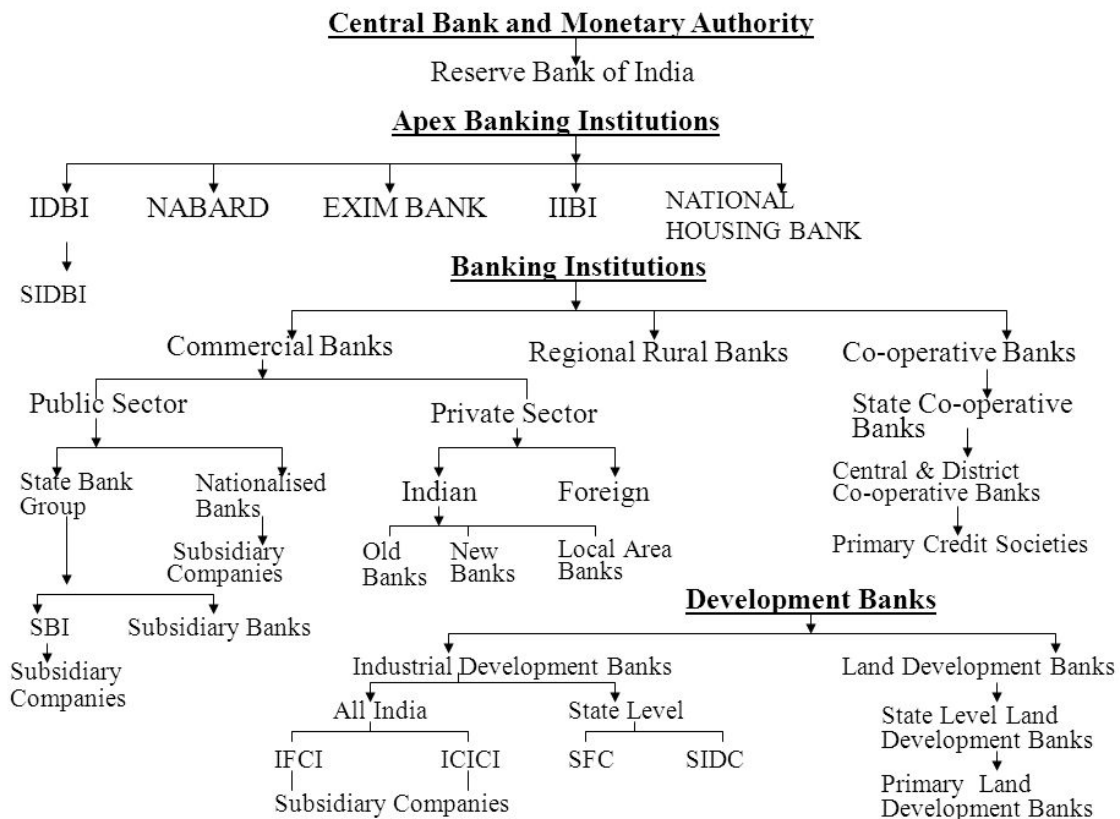 Central Bank and Monetary Authority
Reserve Bank of India
Apex Banking Institutions
IDBI
NABARD
EXIM BANK
IIBI
NATIONAL
HOUSING BANK
SIDBI
Banking Institutions
Commercial Banks
Regional Rural Banks
Co-operative Banks
Public Sector
Private Sector
State Co-operative
Banks
State Bank
Group
Nationalised
Banks
Indian
Foreign
Central & District
Co-operative Banks
Subsidiary
Companies
Old
Banks
New
Banks
Local Area
Banks
Primary Credit Societies
SBI
Subsidiary Banks
Subsidiary
Companies
Development Banks
Industrial Development Banks
Land Development Banks
All India
State Level
State Level Land
Development Banks
IFCI
ICICI
SFC
SIDC
Subsidiary Companies
Primary Land
Development Banks